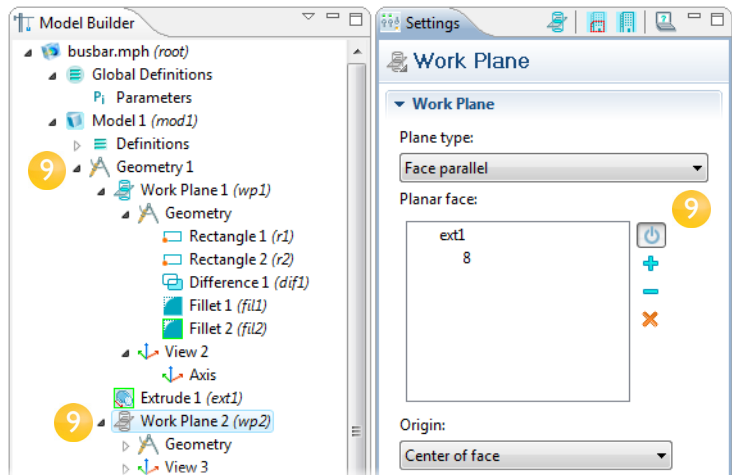 Model Builder
busbar.mph (root)
Global Definitions
Pi Parameters
Model 1 (mod1)
Definitions
9
Geometry 1
Work Plane 1 (wp1)
Geometry
Rectangle 1 (r1)
Rectangle 2 (r2)
Difference 1 (dif1)
Fillet 1 (fil1)
Fillet 2 (fil2)
View 2
Axis
Extrude 1 (ext1)
9
Work Plane 2 (wp2)
Geometry
View 3
Settings
Work Plane
Work Plane
Plane type:
Face parallel
Planar face:
9
ext1
8
Origin:
Center of face